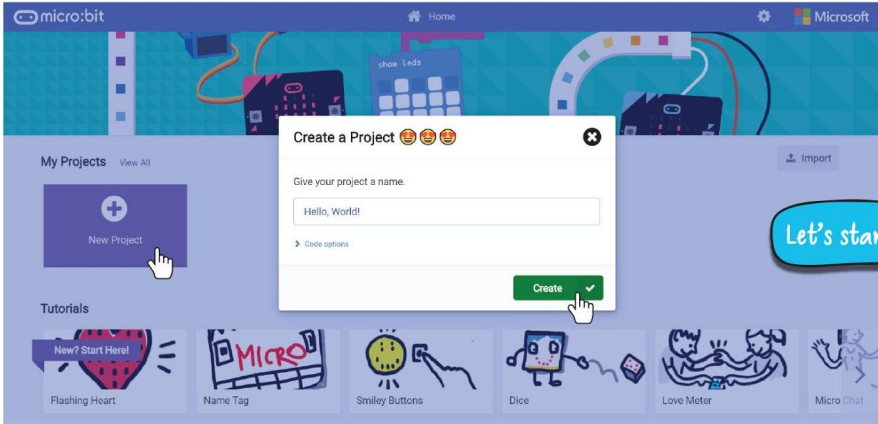 micro:bit
Home
Microsoft
show leds
Create a Project 😍😍😍
My Projects View All
Import
Give your project a name.
Hello, World!
New Project
Code options
Let's star
Create
Tutorials
New? Start Here!
MICRO
Flashing Heart
Name Tag
Smiley Buttons
Dice
Love Meter
Micro Chat